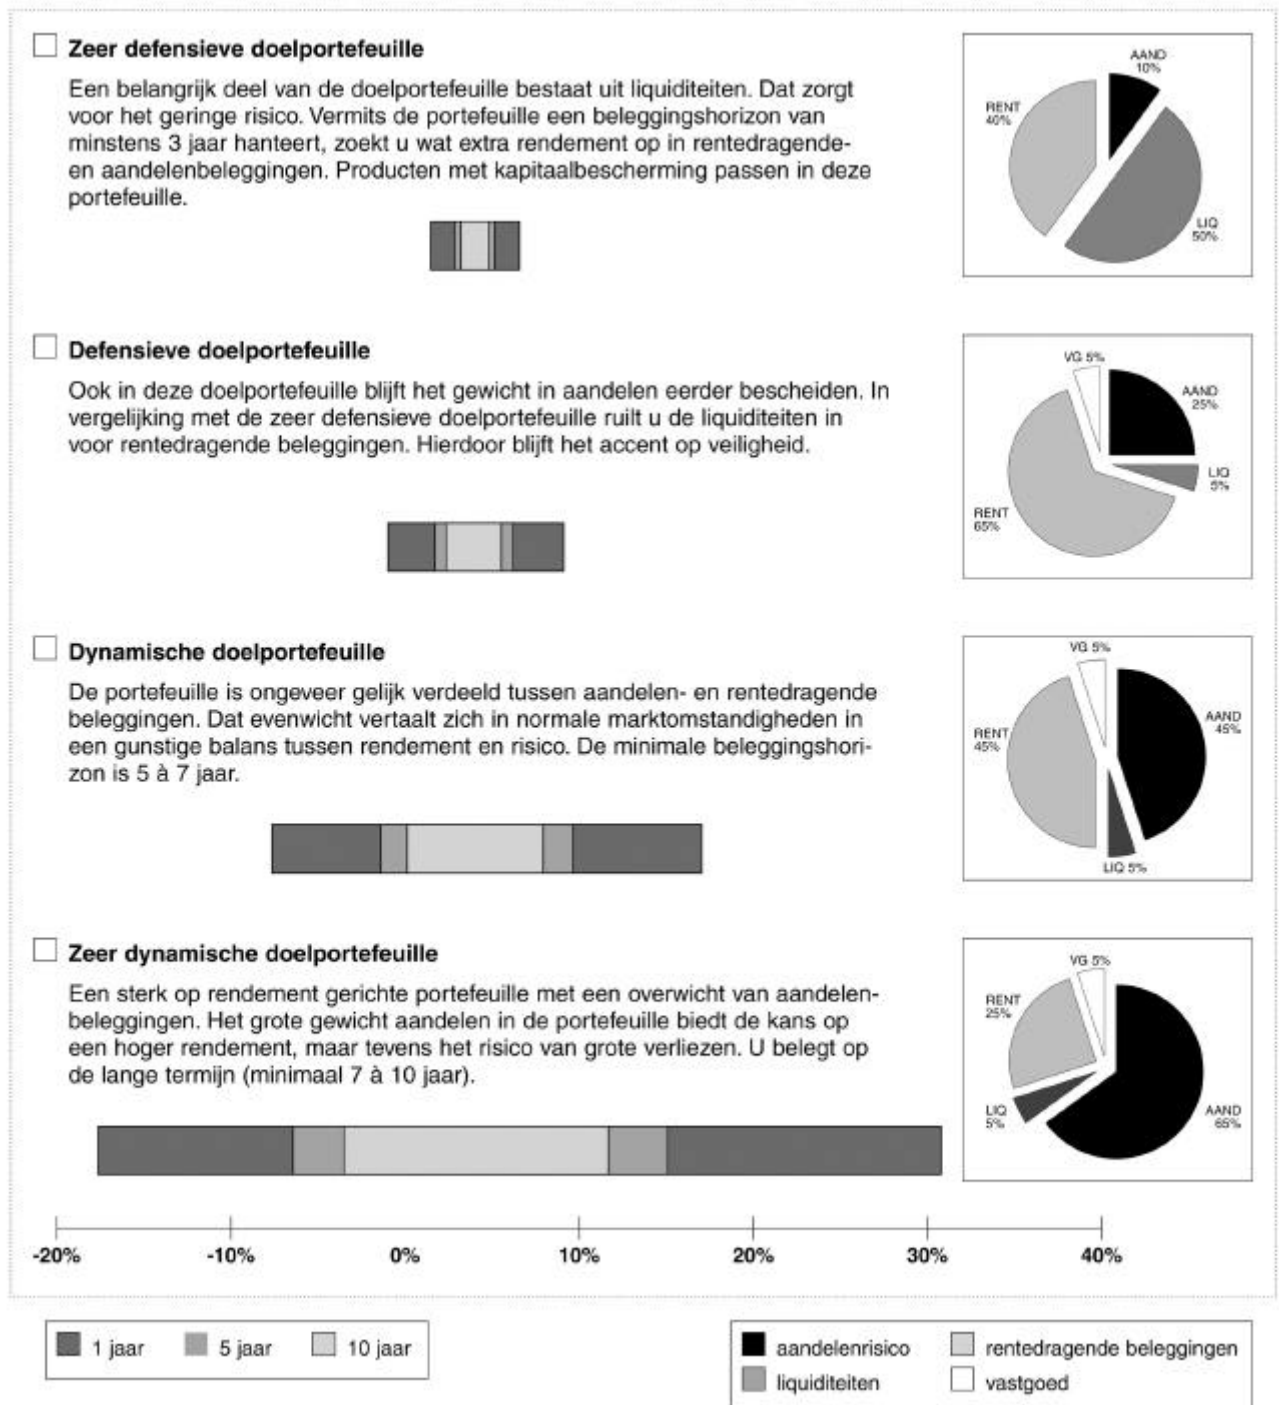 Zeer defensieve doelportefeuille
Een belangrijk deel van de doelportefeuille bestaat uit liquiditeiten. Dat zorgt
voor het geringe risico. Vermits de portefeuille een beleggingshorizon van
minstens 3 jaar hanteert, zoekt u wat extra rendement op in rentedragende-
en aandelenbeleggingen. Producten met kapitaalbescherming passen in deze
portefeuille.
AAND
10%
RENT
40%
LIQ
50%
Defensieve doelportefeuille
Ook in deze doelportefeuille blijft het gewicht in aandelen eerder bescheiden. In
vergelijking met de zeer defensieve doelportefeuille ruilt u de liquiditeiten in
voor rentedragende beleggingen. Hierdoor blijft het accent op veiligheid.
VG 5%
AAND
25%
LIQ
5%
RENT
65%
Dynamische doelportefeuille
De portefeuille is ongeveer gelijk verdeeld tussen aandelen- en rentedragende
beleggingen. Dat evenwicht vertaalt zich in normale marktomstandigheden in
een gunstige balans tussen rendement en risico. De minimale beleggingshori-
zon is 5 à 7 jaar.
VG 5%
AAND
45%
RENT
45%
LIQ 5%
Zeer dynamische doelportefeuille
Een sterk op rendement gerichte portefeuille met een overwicht van aandelen-
beleggingen. Het grote gewicht aandelen in de portefeuille biedt de kans op
een hoger rendement, maar tevens het risico van grote verliezen. U belegt op
de lange termijn (minimaal 7 à 10 jaar).
VG 5%
RENT
25%
LIQ
5%
AAND
65%
-20% -10% 0% 10% 20% 30% 40%
1 jaar 5 jaar 10 jaar
aandelenrisico rentedragende beleggingen
liquiditeiten vastgoed